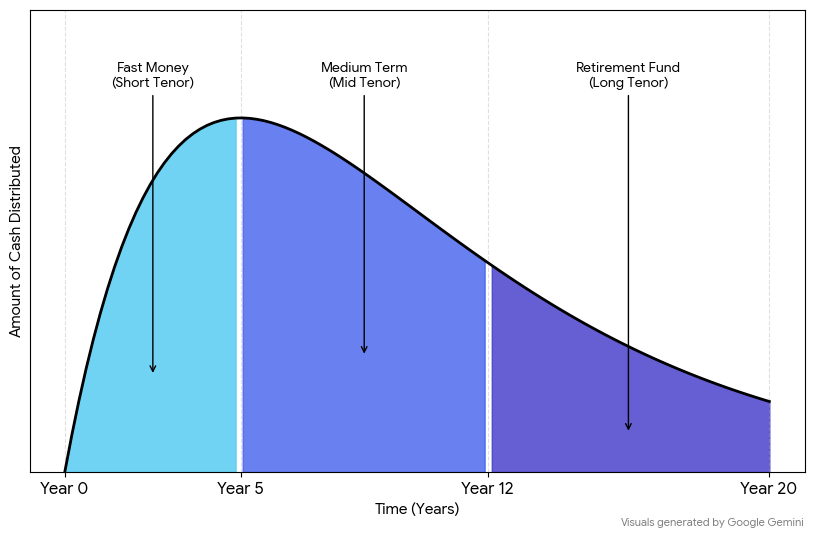 Fast Money
(Short Tenor)
Medium Term
(Mid Tenor)
Retirement Fund
(Long Tenor)
Amount of Cash Distributed
Year 0
Year 5
Year 12
Year 20
Time (Years)
Visuals generated by Google Gemini